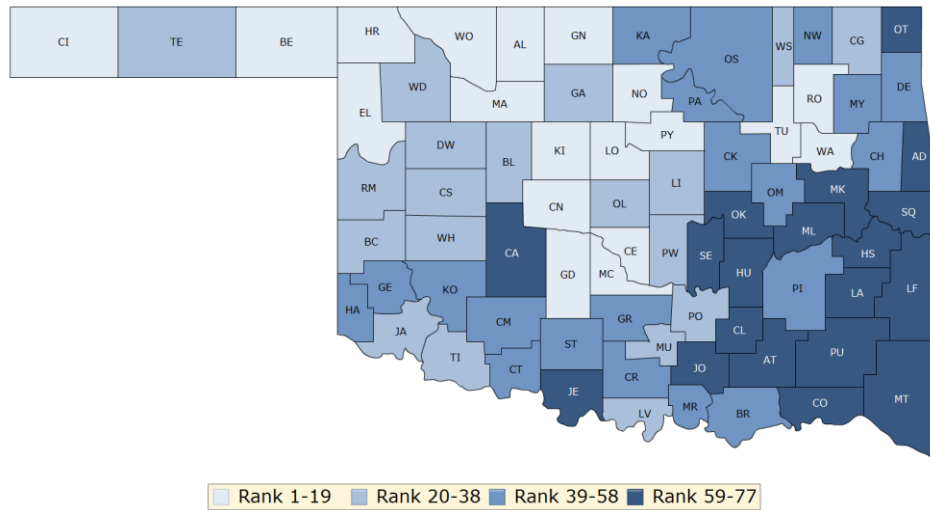 CI TE BE HR WO AL GN KA OS WS NW CG OT
WD MA GA NO PA RO MY DE
EL DW BL KI LO PY TU WA CH AD
RM CS CN OL LI CK OM MK SQ
BC WH CA GD MC CE PW SE OK ML HS
HA GE KO HU PI LA LF
JA CM GR PO CL
TI CT ST MU JO AT PU
JE CR LV MR BR CO MT
Rank 1-19 Rank 20-38 Rank 39-58 Rank 59-77